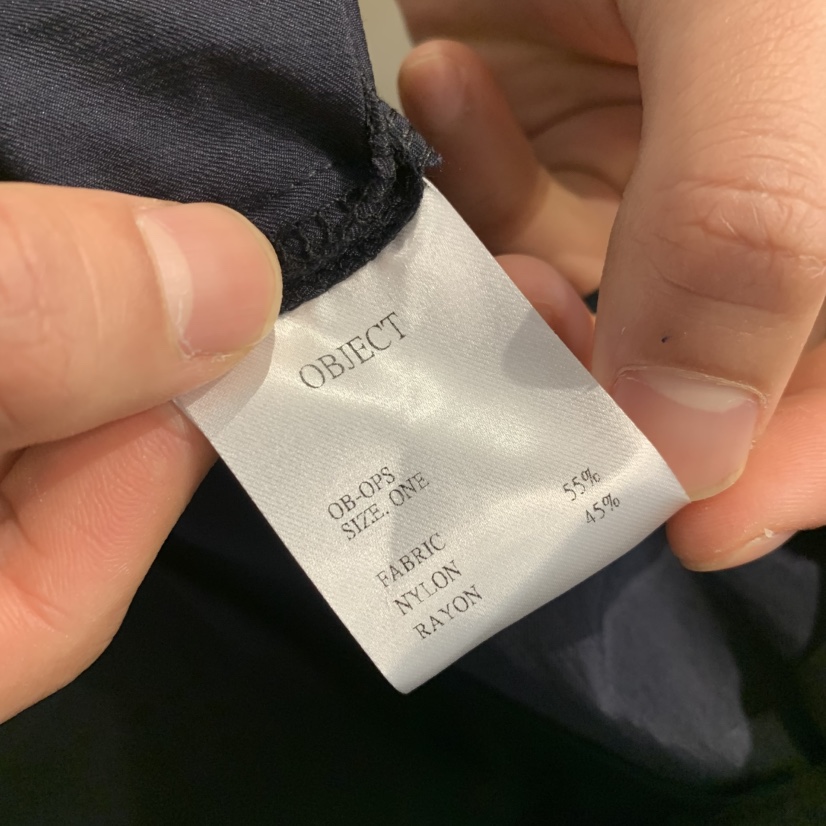 OBJECT
OB-OPS
SIZE. ONE
FABRIC
NYLON 55%
RAYON 45%